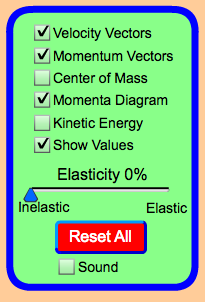 Velocity Vectors
Momentum Vectors
Center of Mass
Momenta Diagram
Kinetic Energy
Show Values
Elasticity 0%
Inelastic Elastic
Reset All
Sound